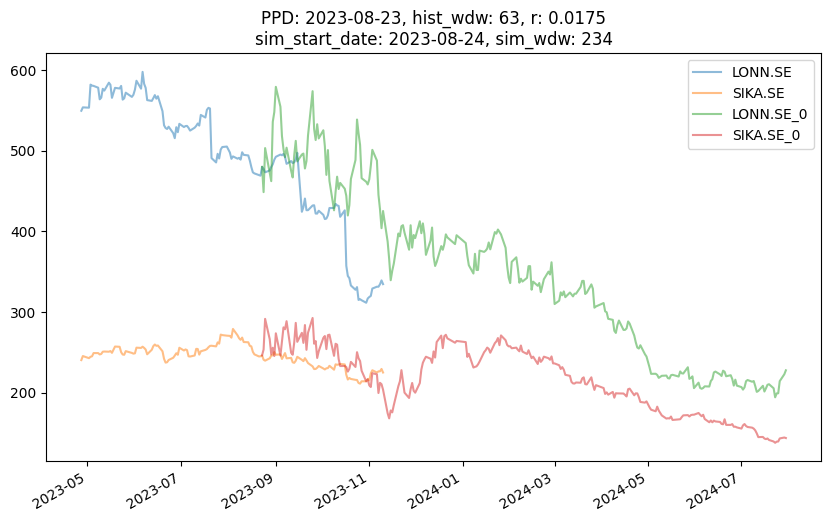 PPD: 2023-08-23, hist_wdw: 63, r: 0.0175
sim_start_date: 2023-08-24, sim_wdw: 234
LONN.SE
SIKA.SE
LONN.SE_0
SIKA.SE_0
600
500
400
300
200
2023-05
2023-07
2023-09
2023-11
2024-01
2024-03
2024-05
2024-07